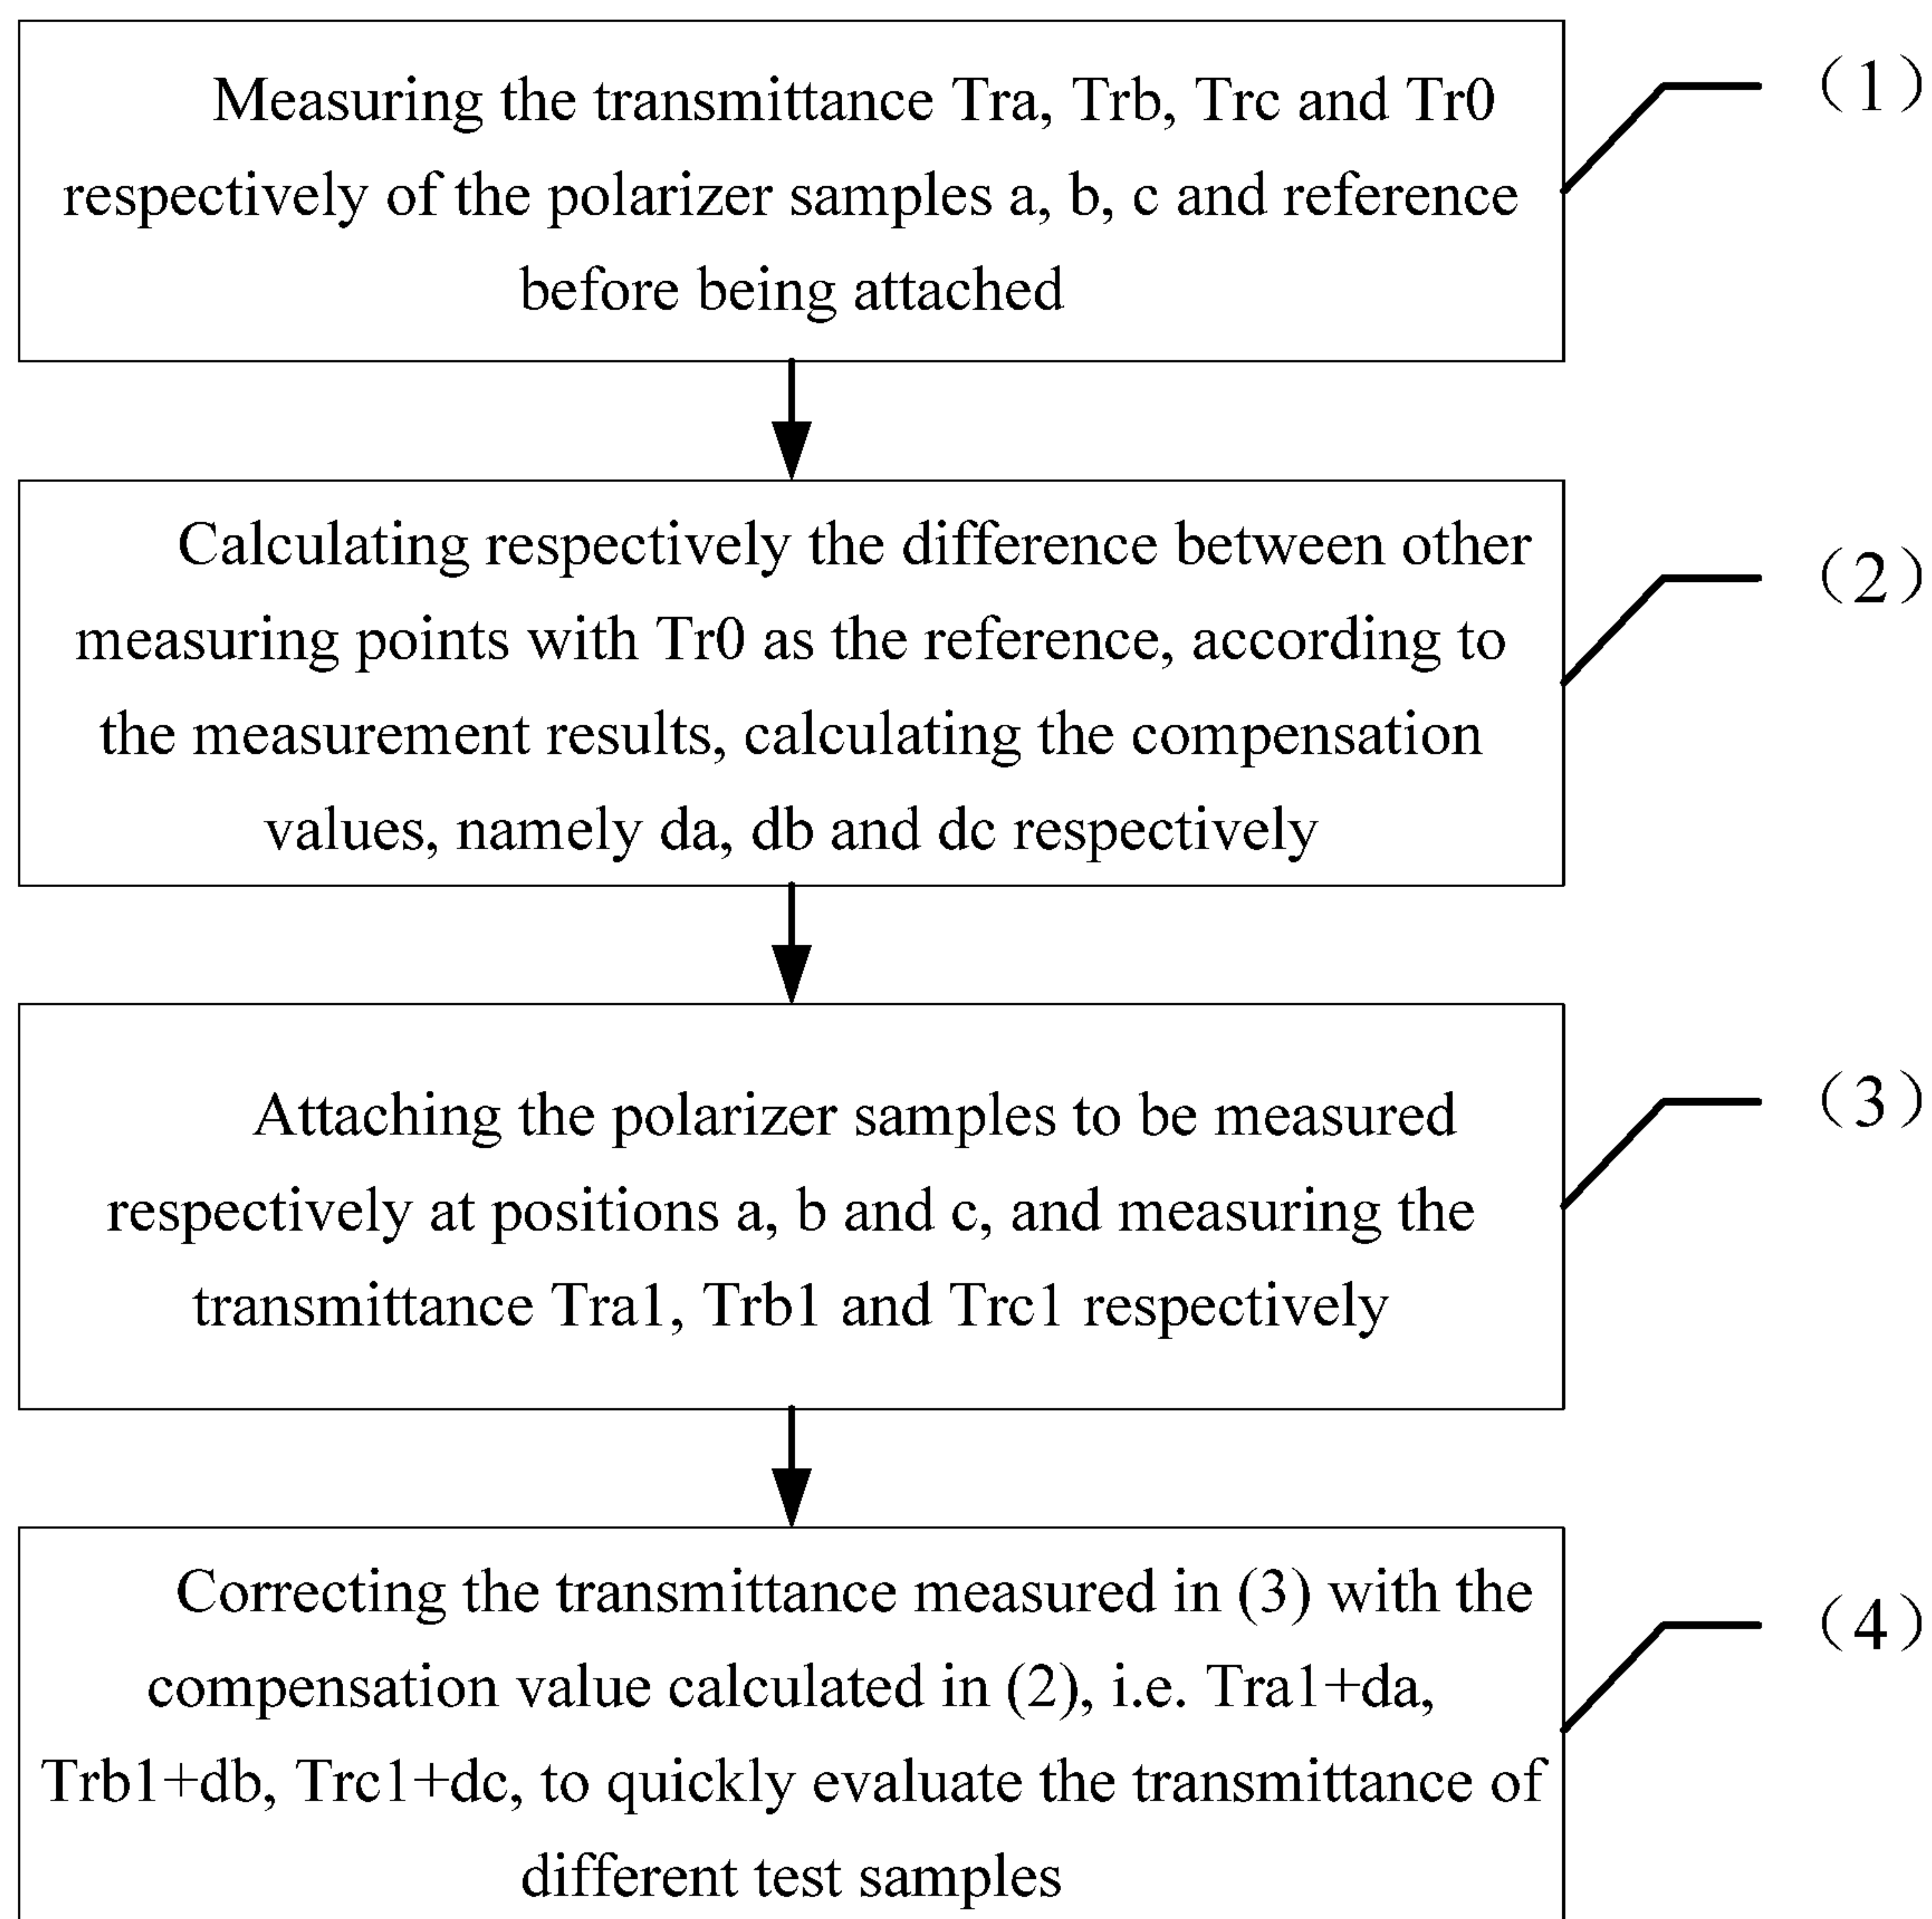 Measuring the transmittance Tra, Trb, Trc and Tr0
respectively of the polarizer samples a, b, c and reference
before being attached
(1)
Calculating respectively the difference between other
measuring points with Tr0 as the reference, according to
the measurement results, calculating the compensation
values, namely da, db and dc respectively
(2)
Attaching the polarizer samples to be measured
respectively at positions a, b and c, and measuring the
transmittance Tra1, Trb1 and Trc1 respectively
(3)
Correcting the transmittance measured in (3) with the
compensation value calculated in (2), i.e. Tra1+da,
Trb1+db, Trc1+dc, to quickly evaluate the transmittance of
different test samples
(4)